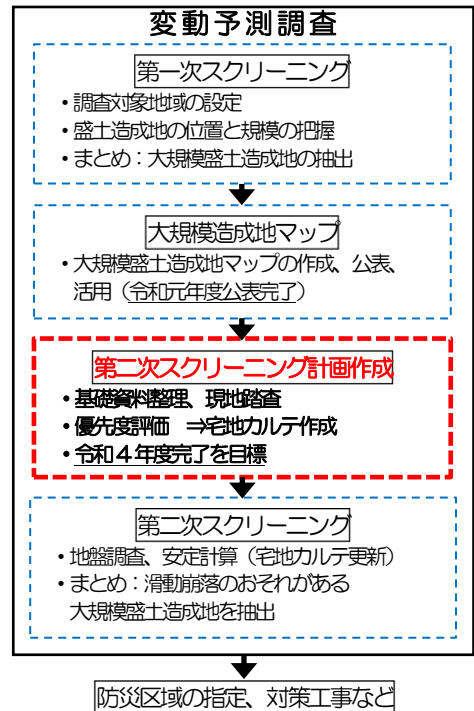 変動予測調査
第一次スクリーニング
・調査対象地域の設定
・盛土造成地の位置と規模の把握
・まとめ：大規模盛土造成地の抽出
大規模造成地マップ
・大規模盛土造成地マップの作成、公表、
活用（令和元年度公表完了）
第二次スクリーニング計画作成
・基礎資料整理、現地踏査
・優先度評価　⇒宅地カルテ作成
・令和４年度完了を目標
第二次スクリーニング
・地盤調査、安定計算（宅地カルテ更新）
・まとめ：滑動崩落のおそれがある
大規模盛土造成地を抽出
防災区域の指定、対策工事など